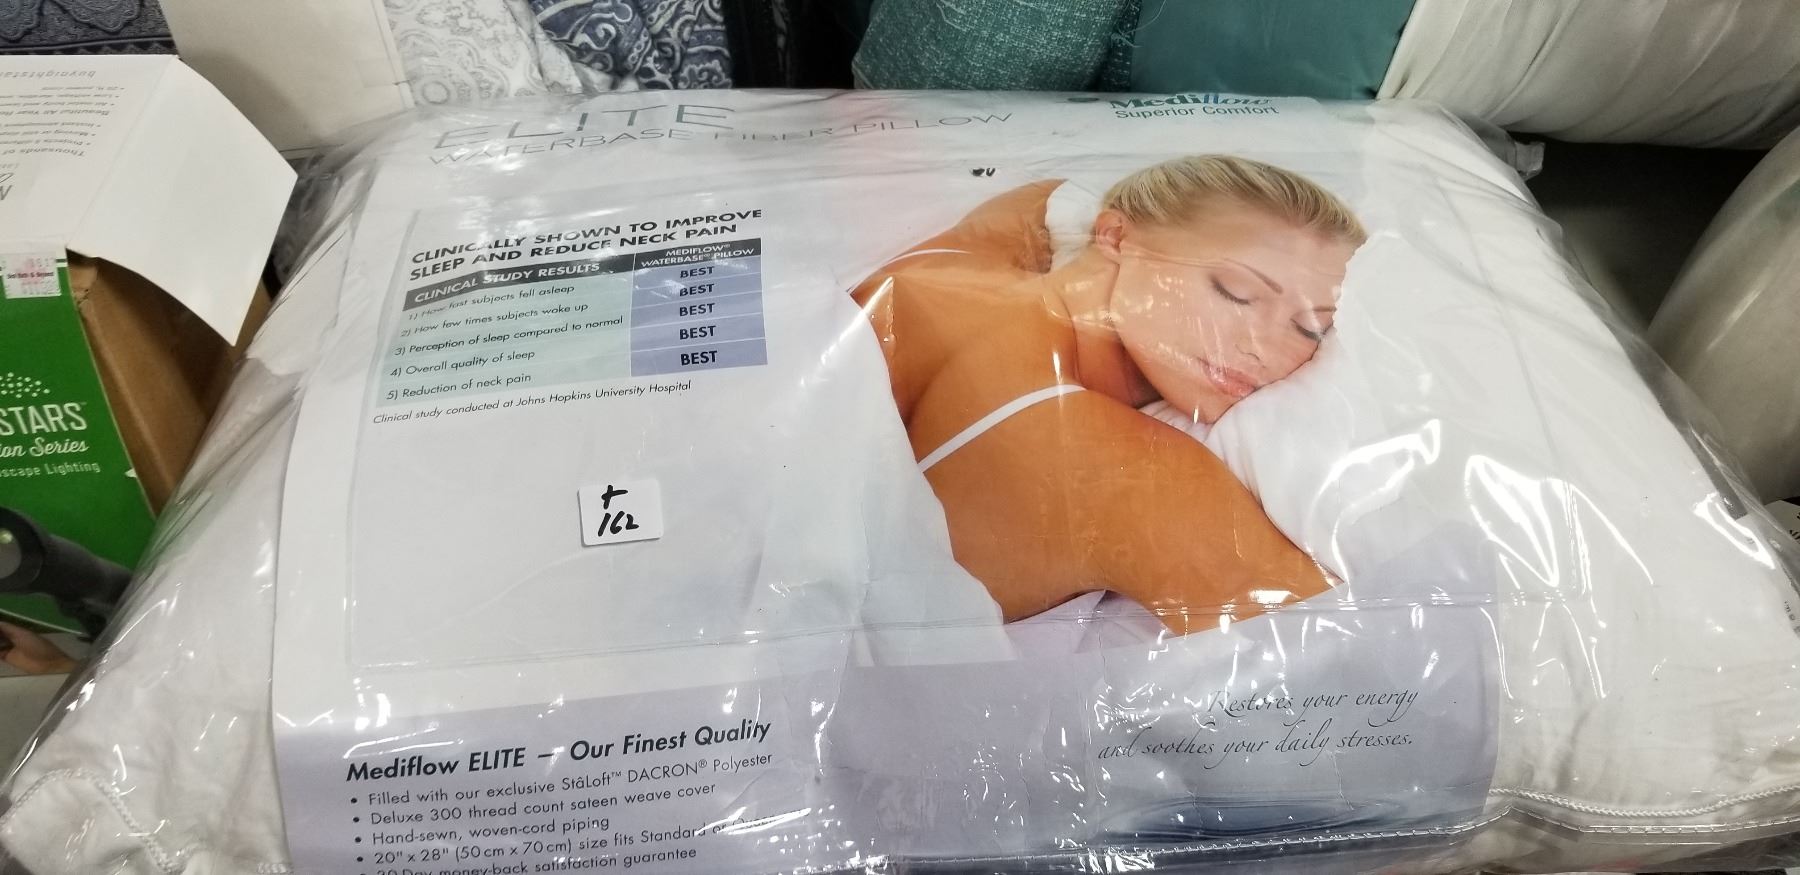 ELITE
WATERBASE FIBER PILLOW
Mediflow
Superior Comfort
CLINICALLY SHOWN TO IMPROVE
SLEEP AND REDUCE NECK PAIN
CLINICAL STUDY RESULTS
MEDIFLOW®
WATERBASE® PILLOW
1) How fast subjects fell asleep BEST
2) How few times subjects woke up BEST
3) Perception of sleep compared to normal BEST
4) Overall quality of sleep BEST
5) Reduction of neck pain BEST
Clinical study conducted at Johns Hopkins University Hospital
+
162
Restores your energy
and soothes your daily stresses.
Mediflow ELITE – Our Finest Quality
• Filled with our exclusive StâLoft™ DACRON® Polyester
• Deluxe 300 thread count sateen weave cover
• Hand-sewn, woven-cord piping
• 20" x 28" (50 cm x 70 cm) size fits Standard or
• 30 Day money-back satisfaction guarantee
STARS
Series
Lighting
Thousands of